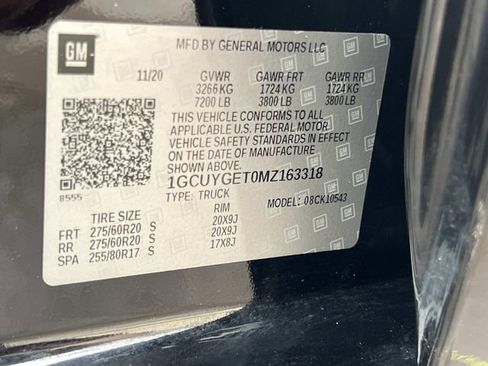 GM
MFD BY GENERAL MOTORS LLC
11/20 GVWR GAWR FRT GAWR RR
3266 KG 1724 KG 1724 KG
7200 LB 3800 LB 3800 LB
THIS VEHICLE CONFORMS TO ALL
APPLICABLE U.S. FEDERAL MOTOR
VEHICLE SAFETY STANDARDS IN EFFECT
ON THE DATE OF MANUFACTURE
SHOWN ABOVE.
8555 1GCUYGET0MZ163318
TYPE: TRUCK MODEL: 08CK10543
TIRE SIZE RIM
FRT 275/60R20 S 20X9J
RR 275/60R20 S 20X9J
SPA 255/80R17 S 17X8J